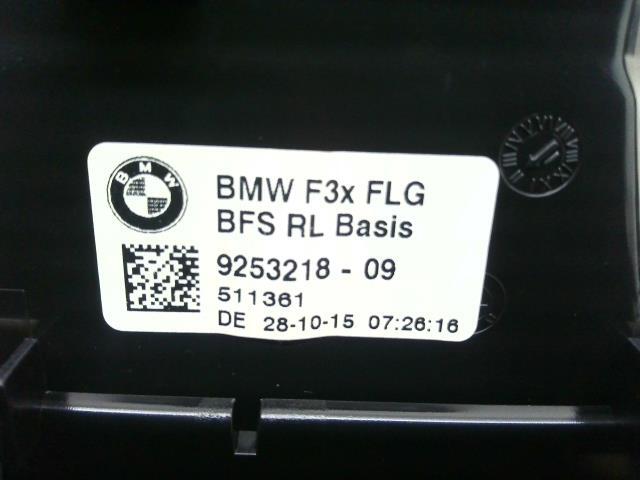 BMW
BMW F3x FLG
BFS RL Basis
9253218 - 09
511361
DE 28-10-15 07:26:16